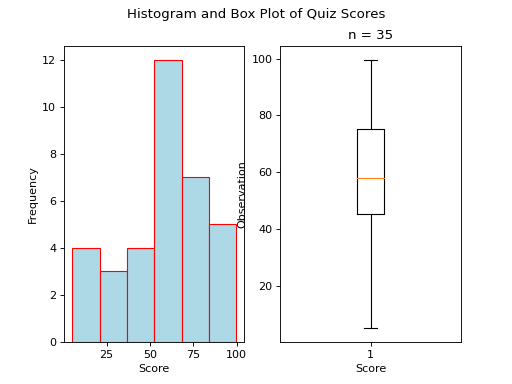 Histogram and Box Plot of Quiz Scores
n = 35
Frequency
12
10
8
6
4
2
0
25 50 75 100
Score
Observation
100
80
60
40
20
1
Score